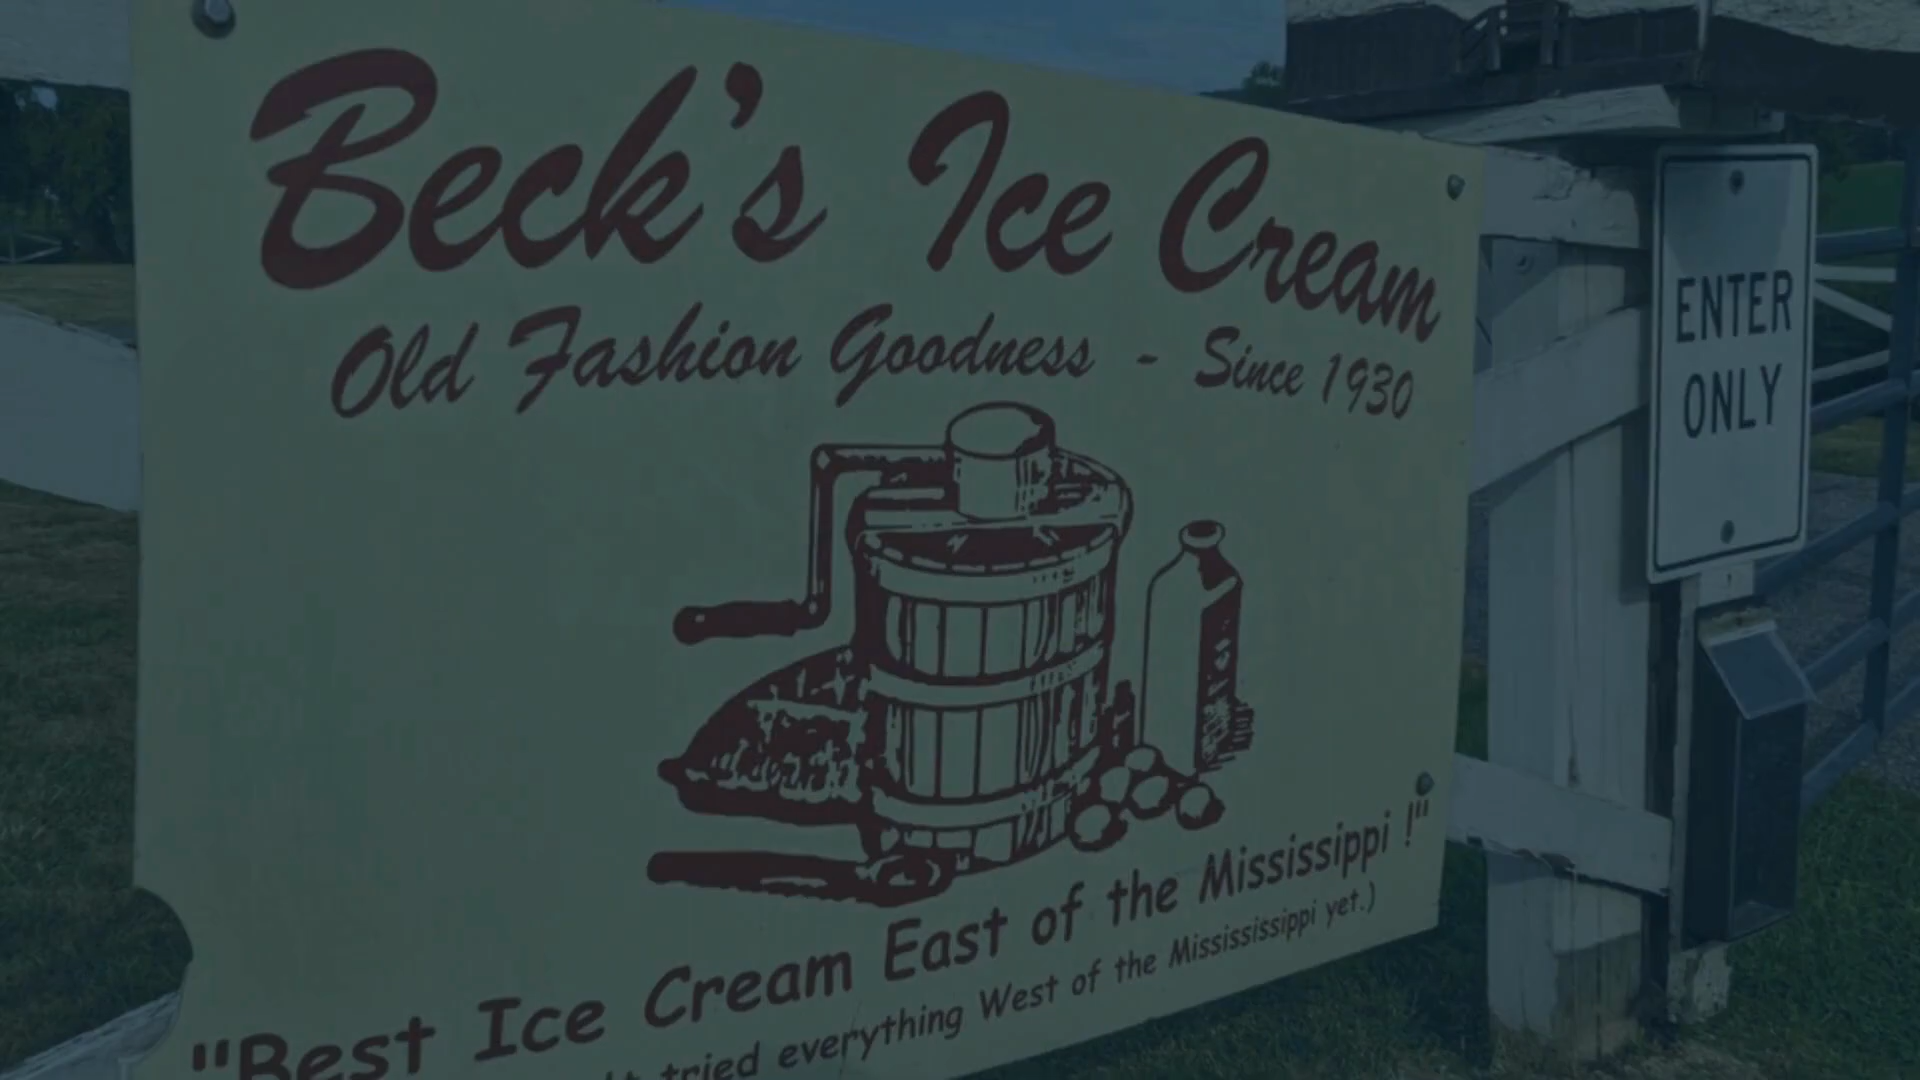 Beck's Ice Cream
Old Fashion Goodness - Since 1930
"Best Ice Cream East of the Mississippi !"
tried everything West of the Mississississippi yet.)
ENTER
ONLY